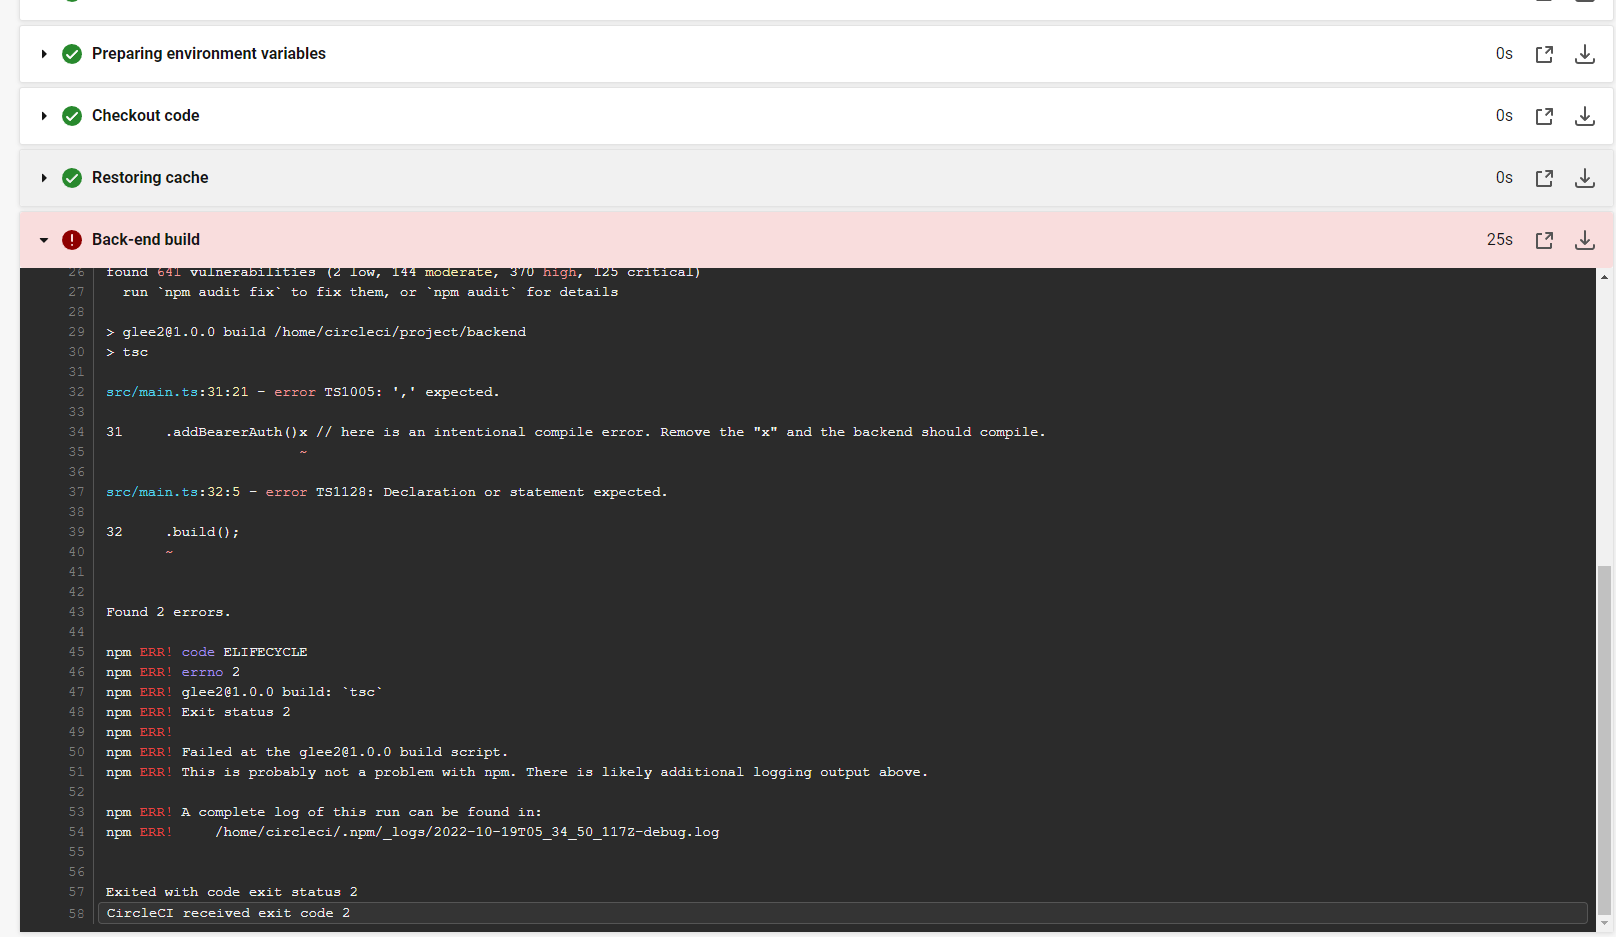 Preparing environment variables 0s
Checkout code 0s
Restoring cache 0s
Back-end build 25s
26 found 641 vulnerabilities (2 low, 144 moderate, 370 high, 125 critical)
27 run `npm audit fix` to fix them, or `npm audit` for details
28
29 > glee2@1.0.0 build /home/circleci/project/backend
30 > tsc
31
32 src/main.ts:31:21 - error TS1005: ',' expected.
33
34 31 .addBearerAuth()x // here is an intentional compile error. Remove the "x" and the backend should compile.
35 ~
36
37 src/main.ts:32:5 - error TS1128: Declaration or statement expected.
38
39 32 .build();
40 ~
41
42
43 Found 2 errors.
44
45 npm ERR! code ELIFECYCLE
46 npm ERR! errno 2
47 npm ERR! glee2@1.0.0 build: `tsc`
48 npm ERR! Exit status 2
49 npm ERR!
50 npm ERR! Failed at the glee2@1.0.0 build script.
51 npm ERR! This is probably not a problem with npm. There is likely additional logging output above.
52
53 npm ERR! A complete log of this run can be found in:
54 npm ERR! /home/circleci/.npm/_logs/2022-10-19T05_34_50_117Z-debug.log
55
56
57 Exited with code exit status 2
58 CircleCI received exit code 2